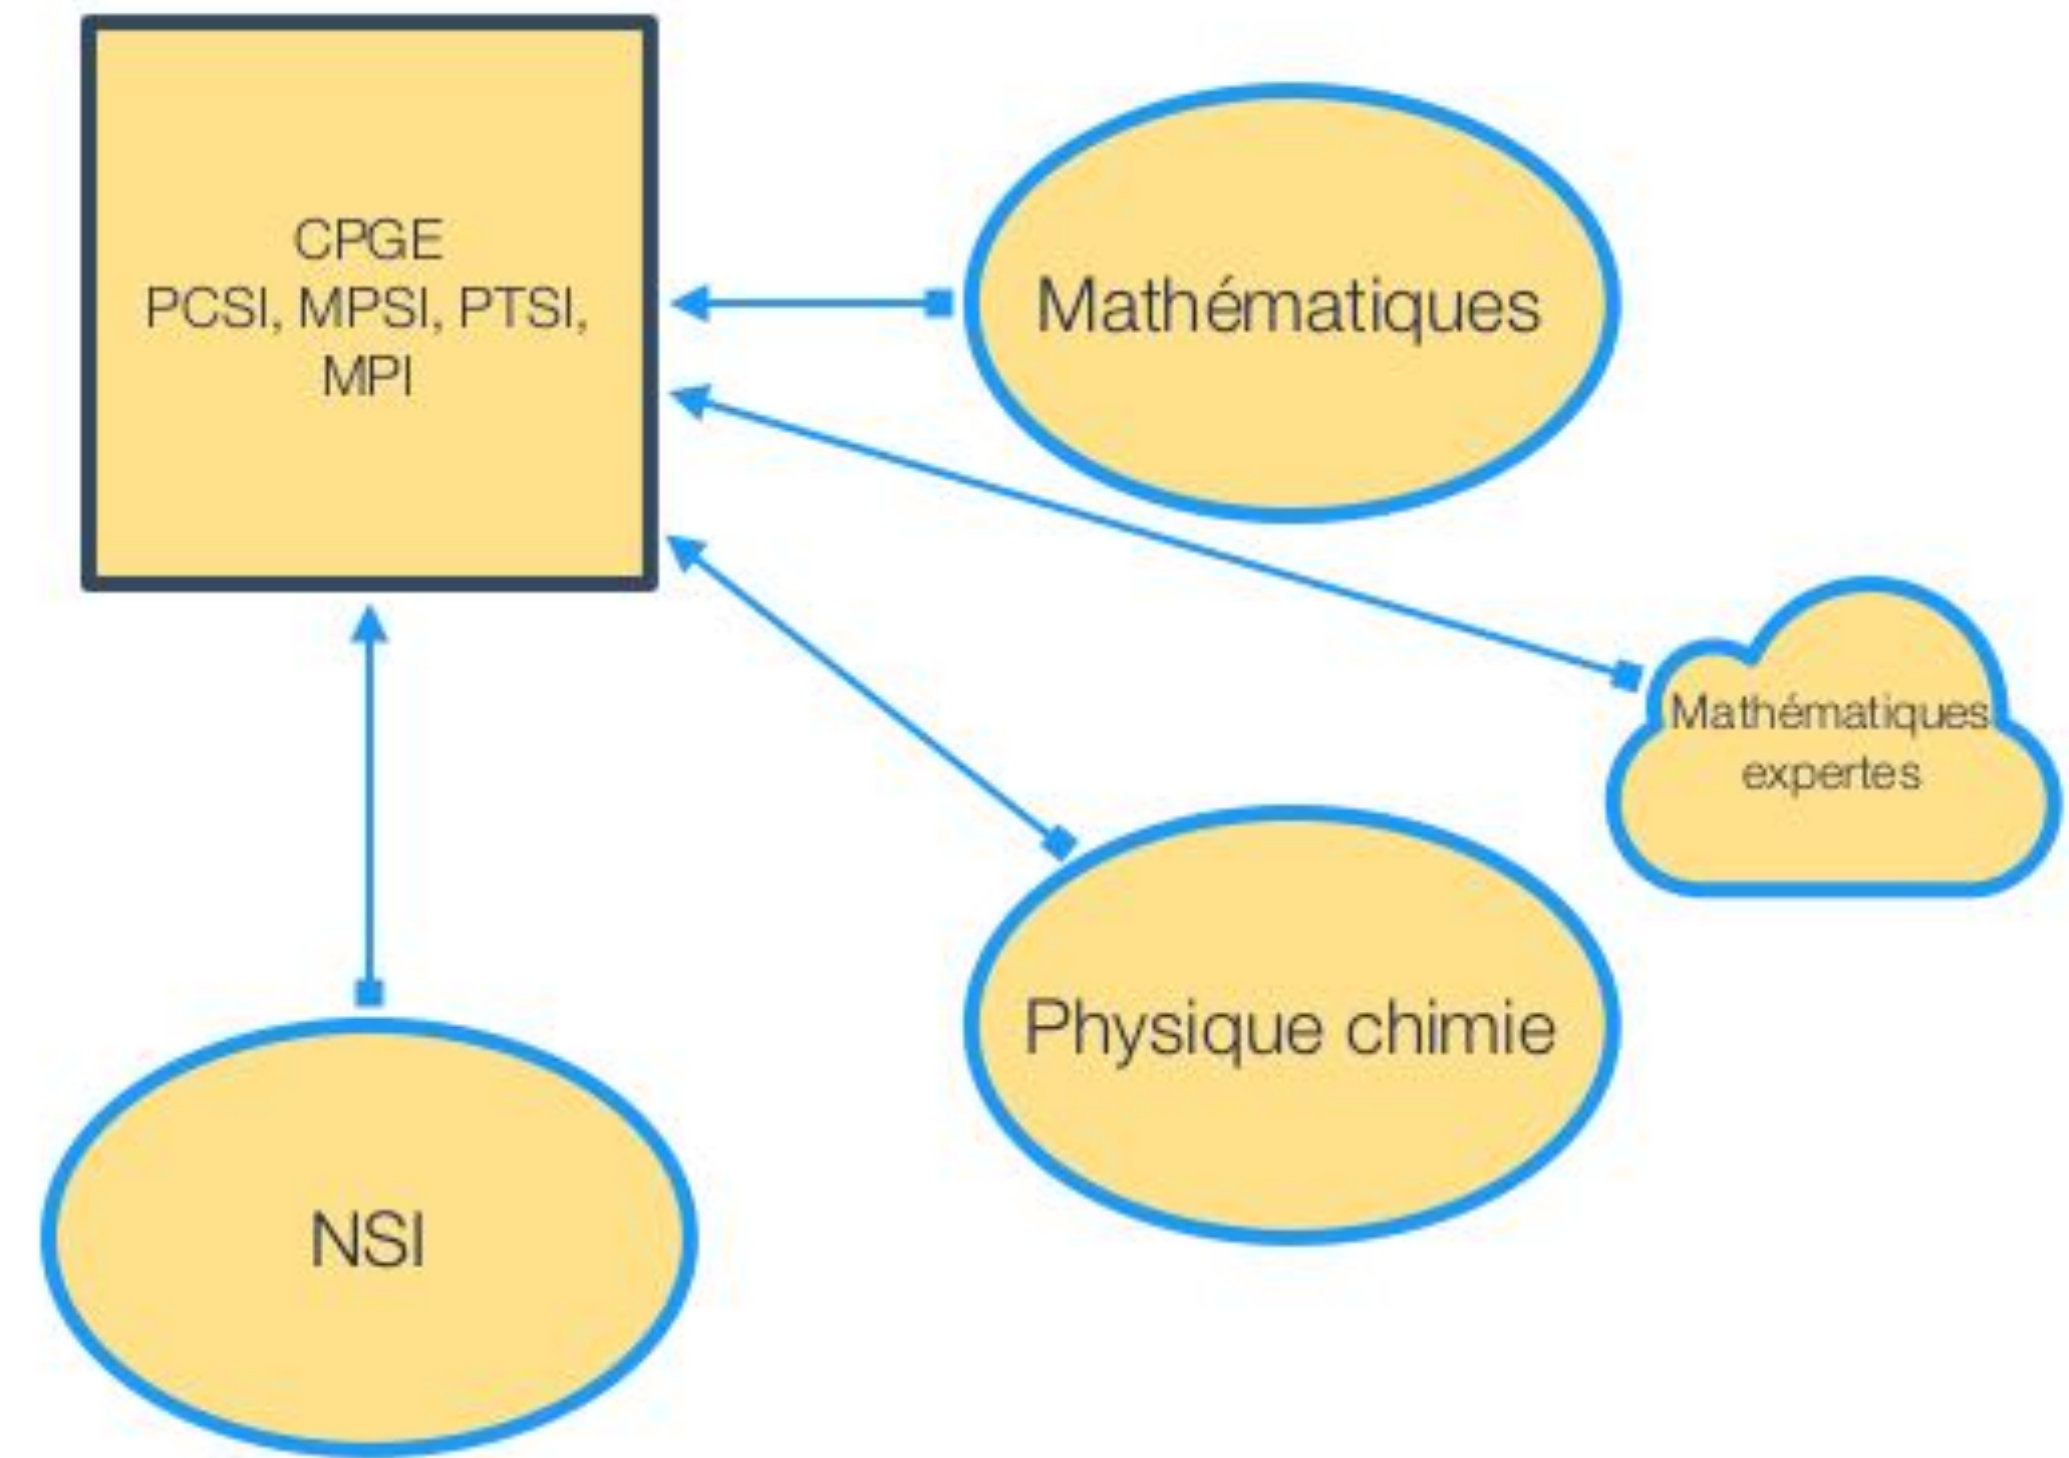 CPGE
PCSI, MPSI, PTSI,
MPI
Mathématiques
Mathématiques
expertes
Physique chimie
NSI